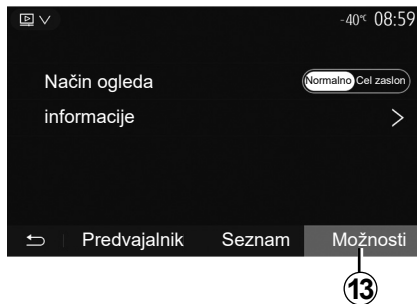 -40°C 08:59
Način ogleda Normalno Cel zaslon
informacije
Predvajalnik Seznam Možnosti
13